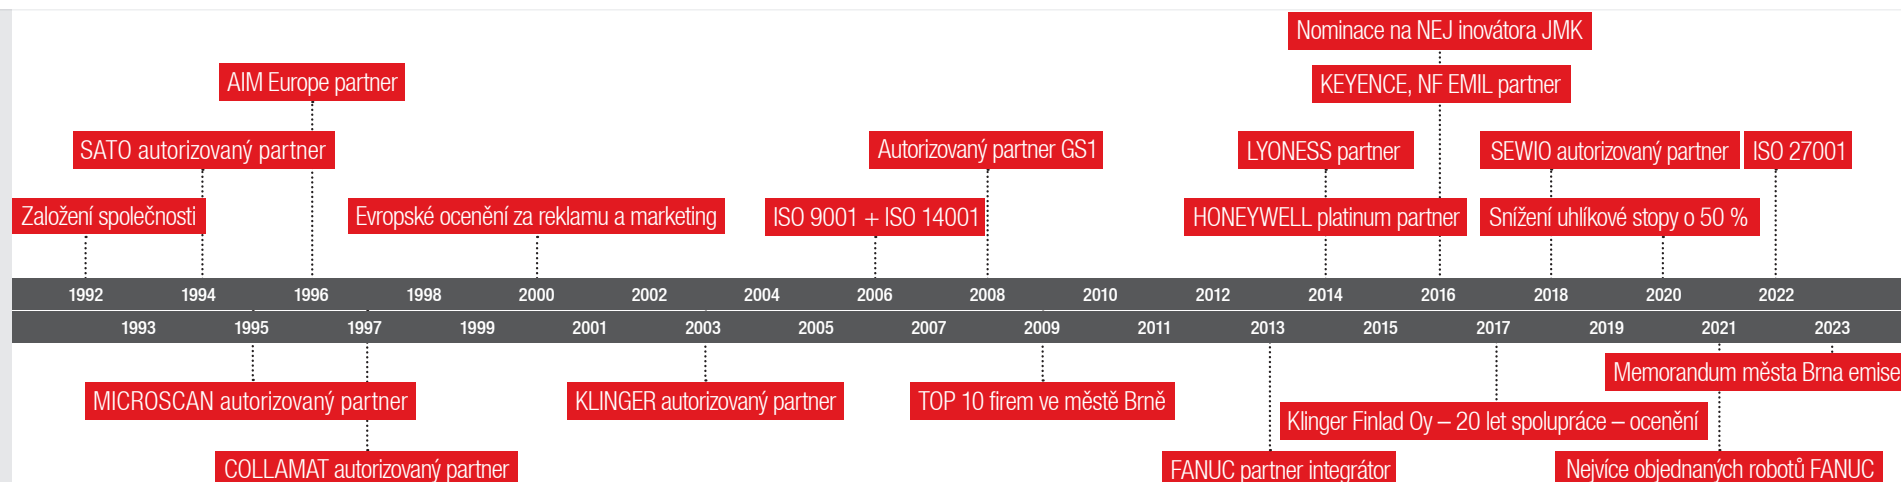 Nominace na NEJ inovátora JMK
AIM Europe partner
KEYENCE, NF EMIL partner
SATO autorizovaný partner
Autorizovaný partner GS1
LYONESS partner
SEWIO autorizovaný partner
ISO 27001
Založení společnosti
Evropské ocenění za reklamu a marketing
ISO 9001 + ISO 14001
HONEYWELL platinum partner
Snížení uhlíkové stopy o 50 %
1992 1994 1996 1998 2000 2002 2004 2006 2008 2010 2012 2014 2016 2018 2020 2022
1993 1995 1997 1999 2001 2003 2005 2007 2009 2011 2013 2015 2017 2019 2021 2023
Memorandum města Brna emise
MICROSCAN autorizovaný partner
KLINGER autorizovaný partner
TOP 10 firem ve městě Brně
Klinger Finlad Oy – 20 let spolupráce – ocenění
COLLAMAT autorizovaný partner
FANUC partner integrátor
Nejvíce objednaných robotů FANUC